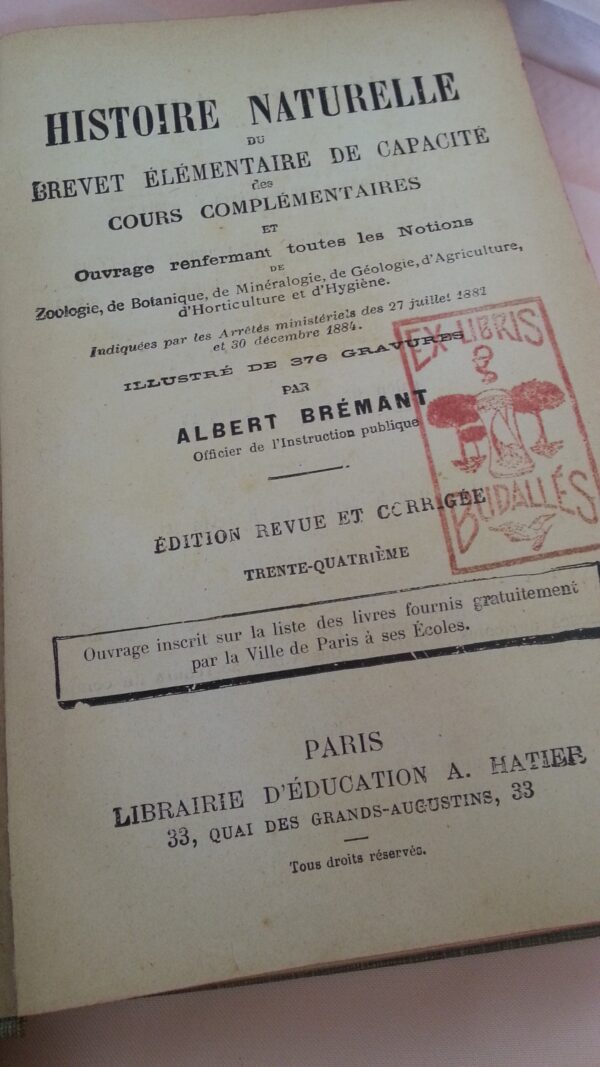 HISTOIRE NATURELLE
DU
BREVET ÉLÉMENTAIRE DE CAPACITÉ
des
COURS COMPLÉMENTAIRES
ET
Ouvrage renfermant toutes les Notions
DE
Zoologie, de Botanique, de Minéralogie, de Géologie, d'Agriculture,
d'Horticulture et d'Hygiène.
Indiquées par les Arrêtés ministériels des 27 juillet 1882
et 30 décembre 1884.
ILLUSTRÉ DE 376 GRAVURES
PAR
ALBERT BRÉMANT
Officier de l'Instruction publique
EX-LIBRIS
BUDALLÉS
ÉDITION REVUE ET CORRIGÉE
TRENTE-QUATRIÈME
Ouvrage inscrit sur la liste des livres fournis gratuitement
par la Ville de Paris à ses Écoles.
PARIS
LIBRAIRIE D'ÉDUCATION A. HATIER
33, QUAI DES GRANDS-AUGUSTINS, 33
Tous droits réservés.